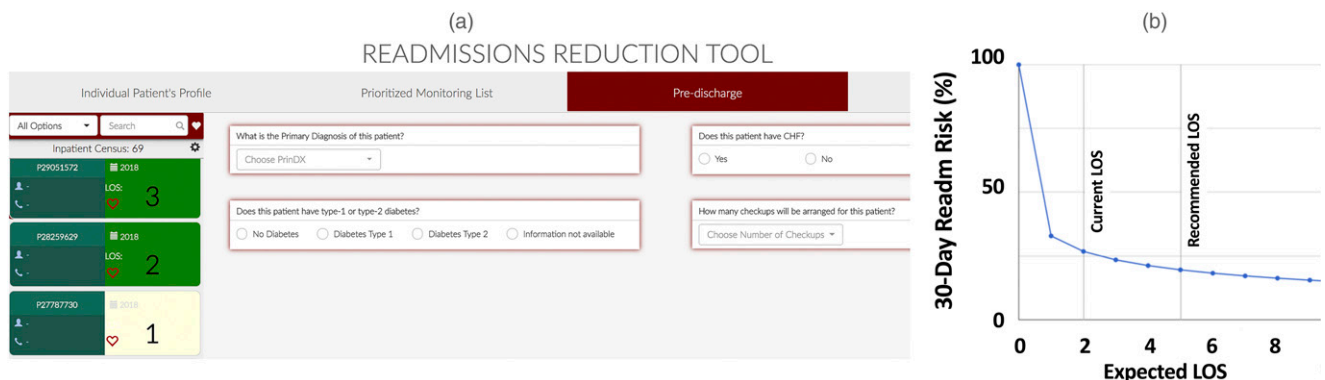 (a)
READMISSIONS REDUCTION TOOL
Individual Patient's Profile
Prioritized Monitoring List
Pre-discharge
All Options
Search
Inpatient Census: 69
P29051572
2018
LOS:
3
-
-
P28259629
2018
LOS:
2
-
-
P27787730
2018
1
-
-
What is the Primary Diagnosis of this patient?
Choose PrinDX
Does this patient have CHF?
Yes
No
Does this patient have type-1 or type-2 diabetes?
No Diabetes
Diabetes Type 1
Diabetes Type 2
Information not available
How many checkups will be arranged for this patient?
Choose Number of Checkups
(b)
30-Day Readm Risk (%)
100
50
0
Current LOS
Recommended LOS
0 2 4 6 8
Expected LOS